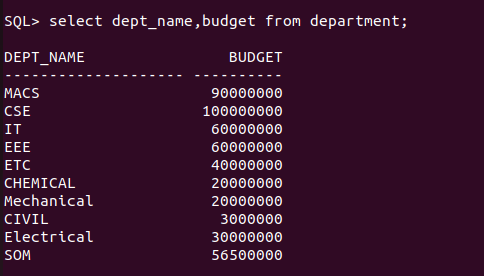 SQL> select dept_name,budget from department;
DEPT_NAME BUDGET
-------------------- ----------
MACS 90000000
CSE 100000000
IT 60000000
EEE 60000000
ETC 40000000
CHEMICAL 20000000
Mechanical 20000000
CIVIL 3000000
Electrical 30000000
SOM 56500000